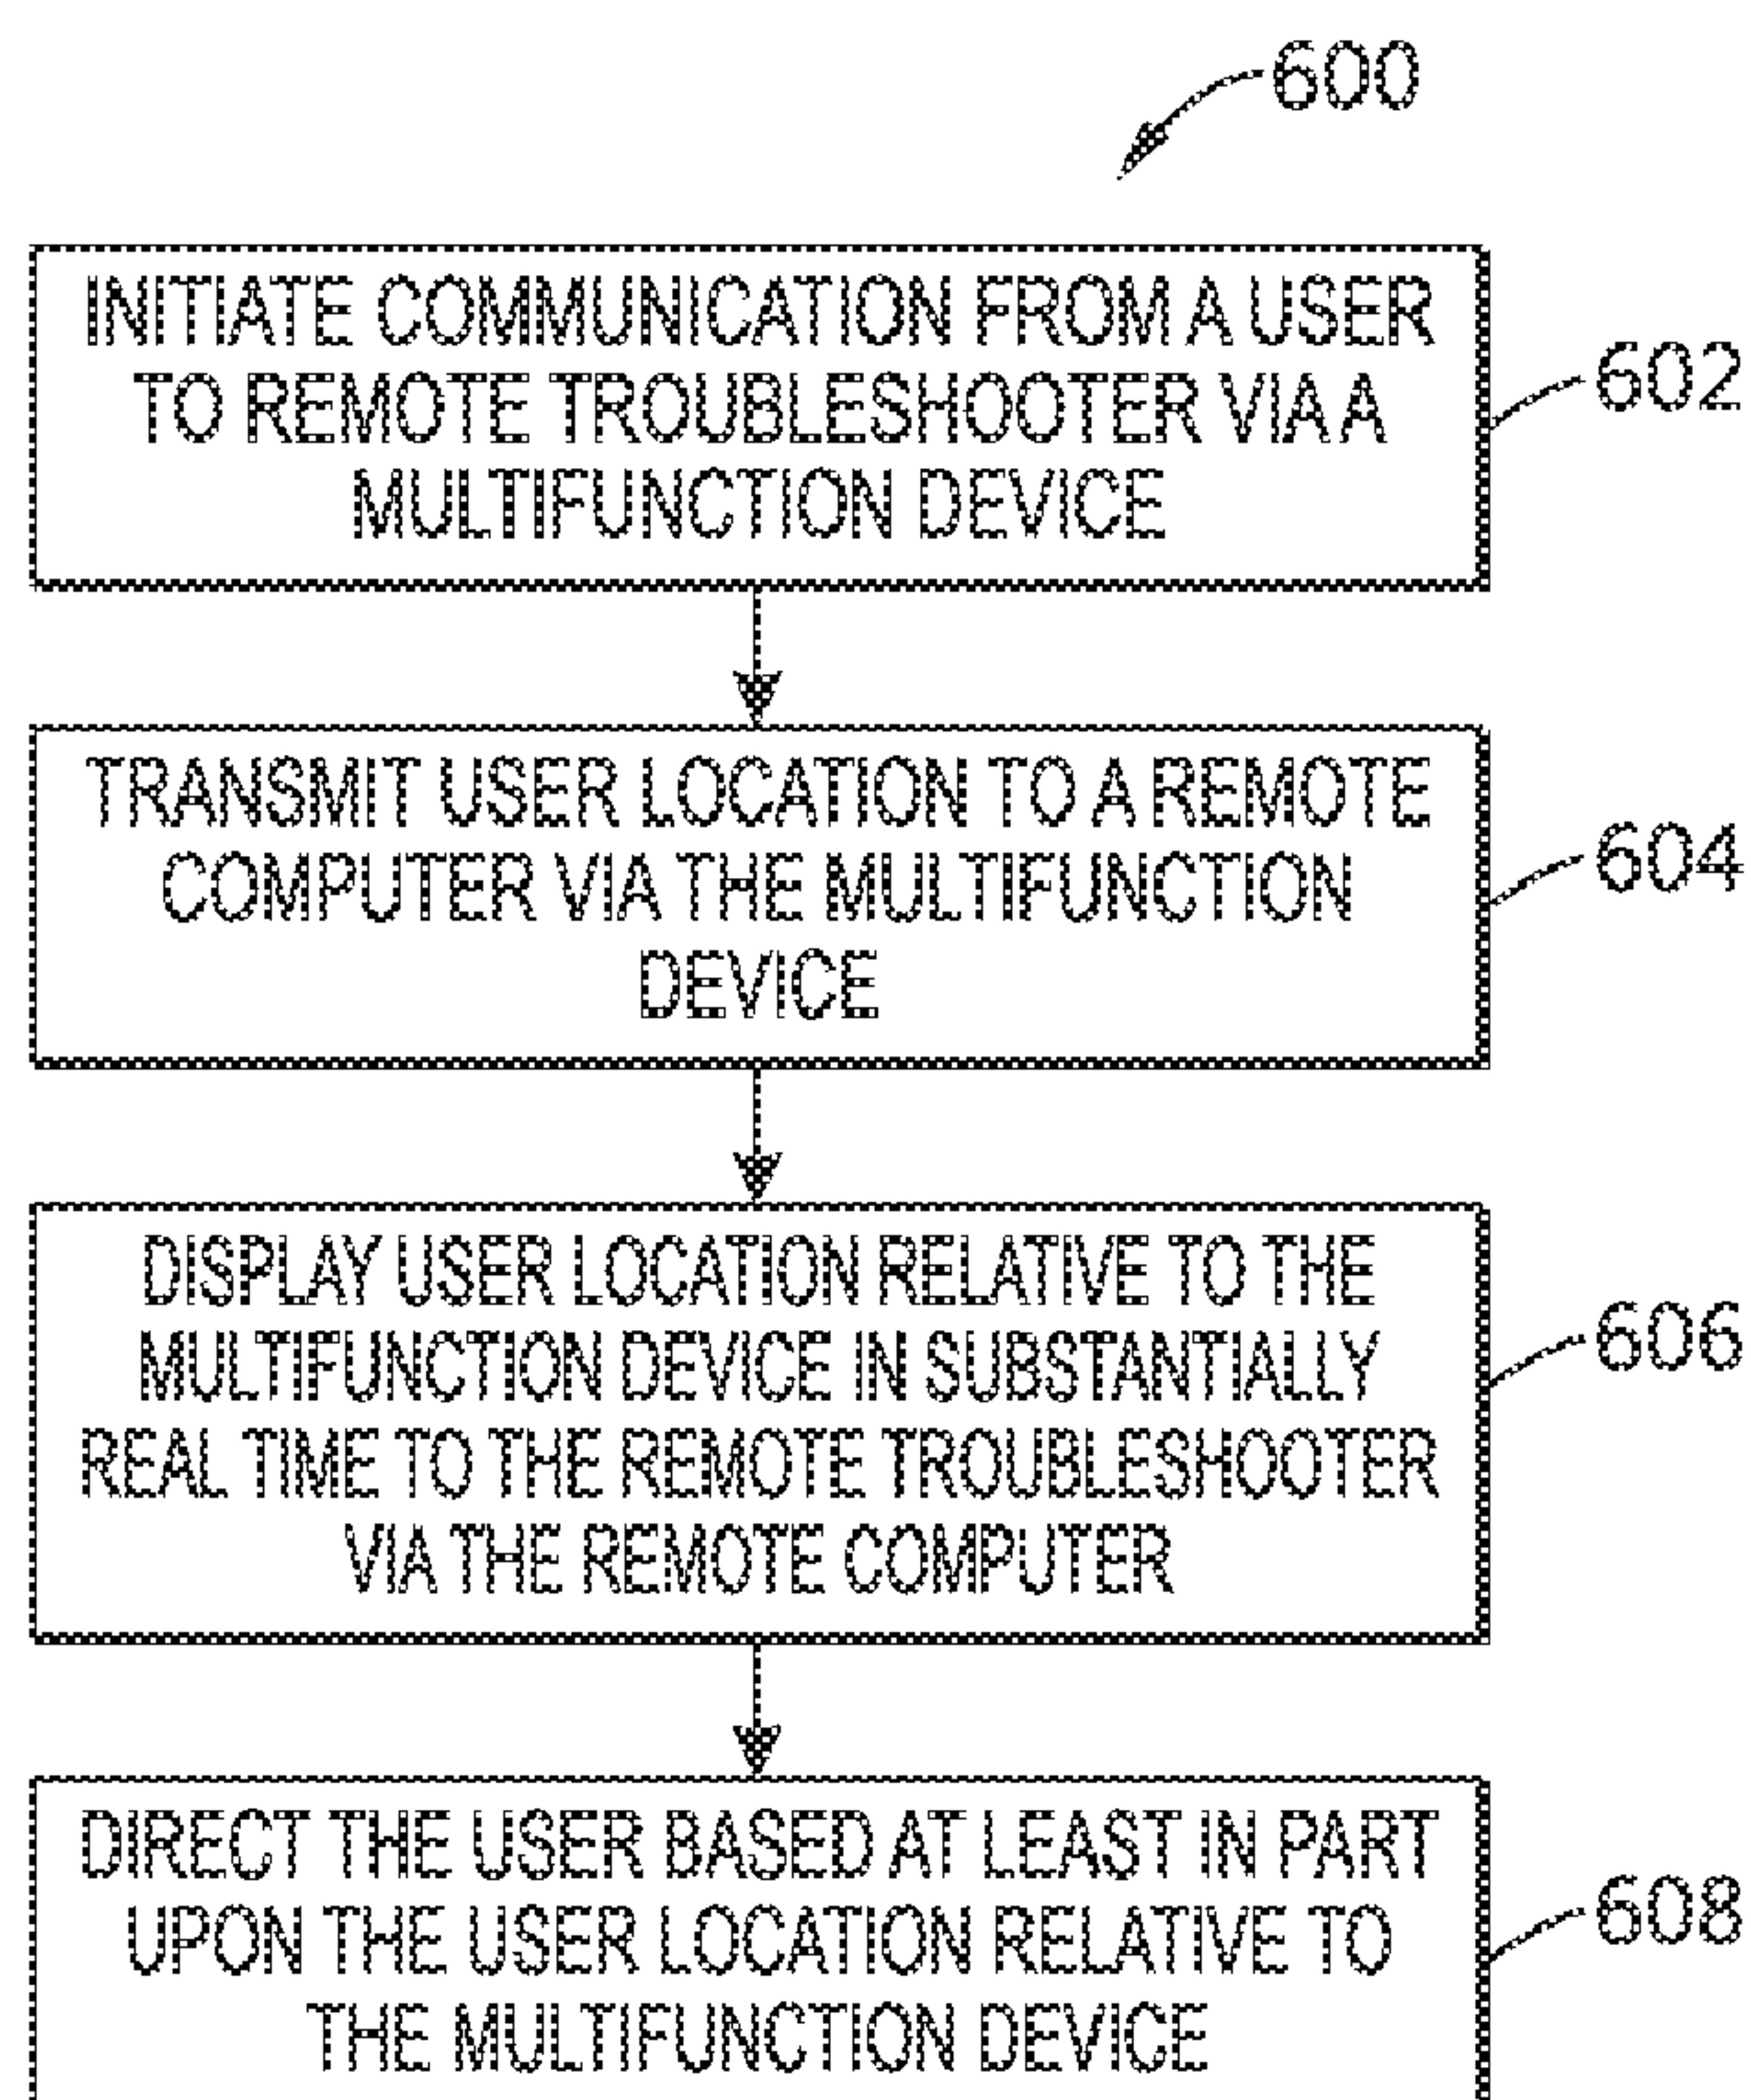 600
INITIATE COMMUNICATION FROM A USER
TO REMOTE TROUBLESHOOTER VIA A
MULTIFUNCTION DEVICE
602
TRANSMIT USER LOCATION TO A REMOTE
COMPUTER VIA THE MULTIFUNCTION
DEVICE
604
DISPLAY USER LOCATION RELATIVE TO THE
MULTIFUNCTION DEVICE IN SUBSTANTIALLY
REAL TIME TO THE REMOTE TROUBLESHOOTER
VIA THE REMOTE COMPUTER
606
DIRECT THE USER BASED AT LEAST IN PART
UPON THE USER LOCATION RELATIVE TO
THE MULTIFUNCTION DEVICE
608